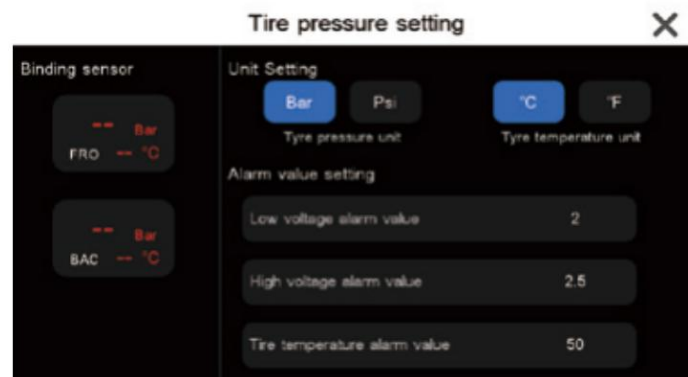 Tire pressure setting
Binding sensor
-- Bar
FRO -- °C
-- Bar
BAC -- °C
Unit Setting
Bar Psi °C °F
Tyre pressure unit Tyre temperature unit
Alarm value setting
Low voltage alarm value 2
High voltage alarm value 2.5
Tire temperature alarm value 50